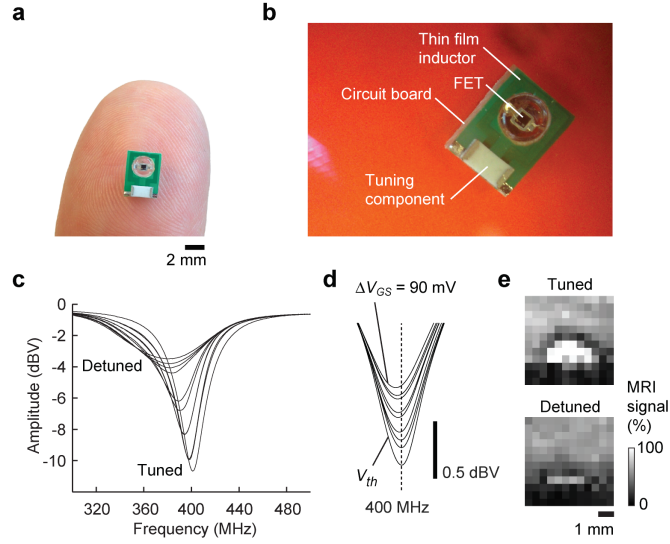 a
2 mm
b
Thin film
inductor
FET
Circuit board
Tuning
component
c
Amplitude (dBV)
0
-2
-4
-6
-8
-10
Detuned
Tuned
320
360
400
440
480
Frequency (MHz)
d
ΔV_GS = 90 mV
V_th
0.5 dBV
400 MHz
e
Tuned
Detuned
MRI
signal
(%)
100
0
1 mm